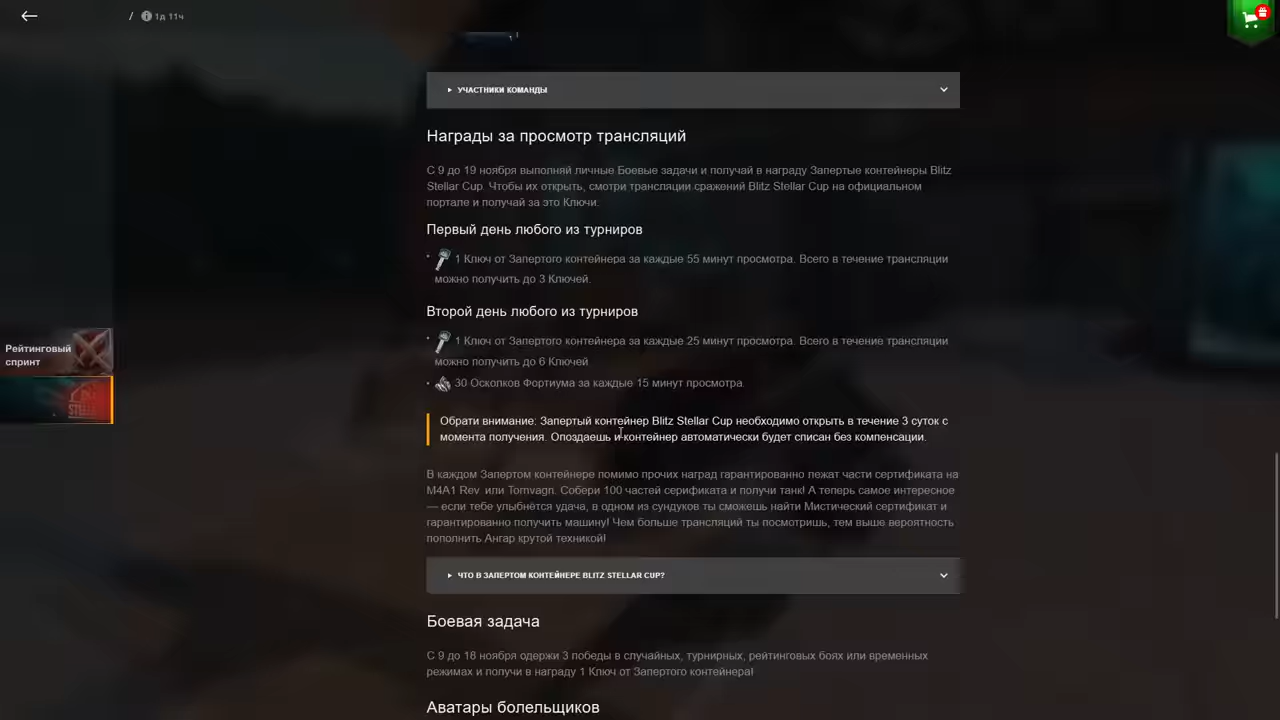 / 1д 11ч
УЧАСТНИКИ КОМАНДЫ
Награды за просмотр трансляций
С 9 до 19 ноября выполняй личные Боевые задачи и получай в награду Запертые контейнеры Blitz
Stellar Cup. Чтобы их открыть, смотри трансляции сражений Blitz Stellar Cup на официальном
портале и получай за это Ключи.
Первый день любого из турниров
1 Ключ от Запертого контейнера за каждые 55 минут просмотра. Всего в течение трансляции
можно получить до 3 Ключей.
Второй день любого из турниров
1 Ключ от Запертого контейнера за каждые 25 минут просмотра. Всего в течение трансляции
можно получить до 6 Ключей
30 Осколков Фортиума за каждые 15 минут просмотра.
Обрати внимание: Запертый контейнер Blitz Stellar Cup необходимо открыть в течение 3 суток с
момента получения. Опоздаешь и контейнер автоматически будет списан без компенсации.
Рейтинговый
спринт
В каждом Запертом контейнере помимо прочих наград гарантированно лежат части сертификата на
M4A1 Rev или Tornvagn. Собери 100 частей серификата и получи танк! А теперь самое интересное
— если тебе улыбнётся удача, в одном из сундуков ты сможешь найти Мистический сертификат и
гарантированно получить машину! Чем больше трансляций ты посмотришь, тем выше вероятность
пополнить Ангар крутой техникой!
ЧТО В ЗАПЕРТОМ КОНТЕЙНЕРЕ BLITZ STELLAR CUP?
Боевая задача
С 9 до 18 ноября одержи 3 победы в случайных, турнирных, рейтинговых боях или временных
режимах и получи в награду 1 Ключ от Запертого контейнера!
Аватары болельщиков